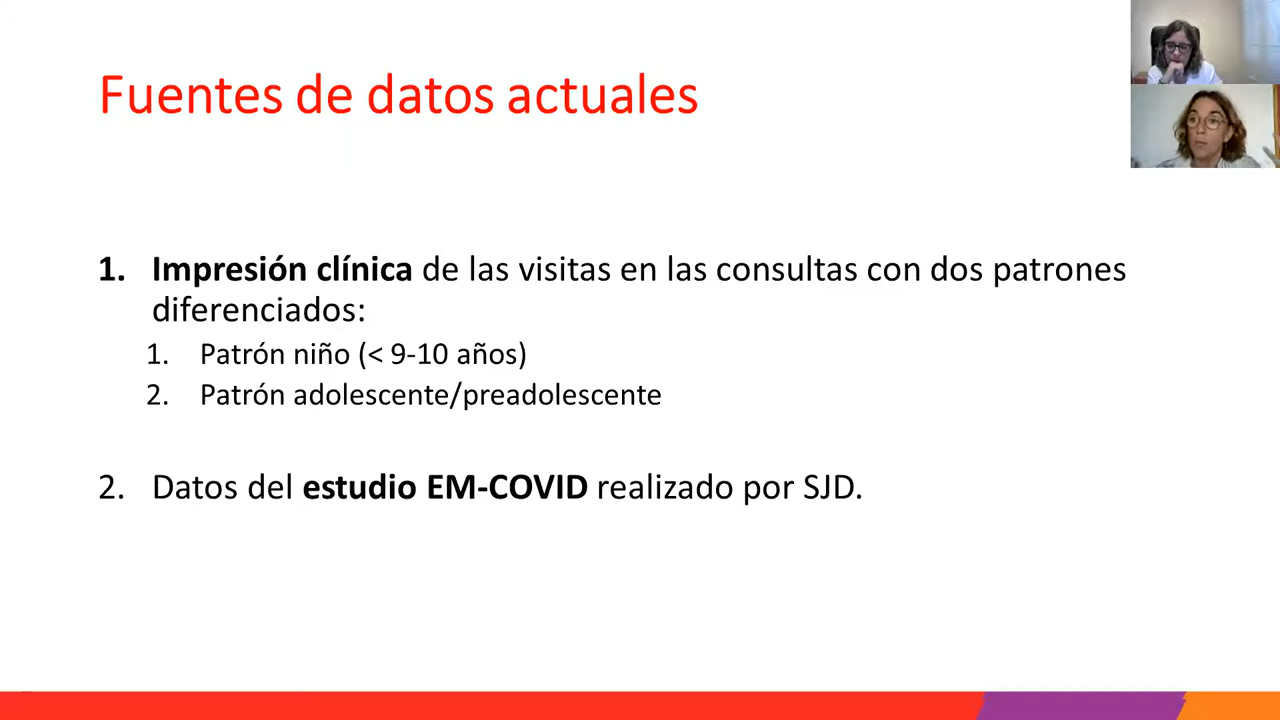 Fuentes de datos actuales
1. Impresión clínica de las visitas en las consultas con dos patrones
diferenciados:
1. Patrón niño (< 9-10 años)
2. Patrón adolescente/preadolescente
2. Datos del estudio EM-COVID realizado por SJD.